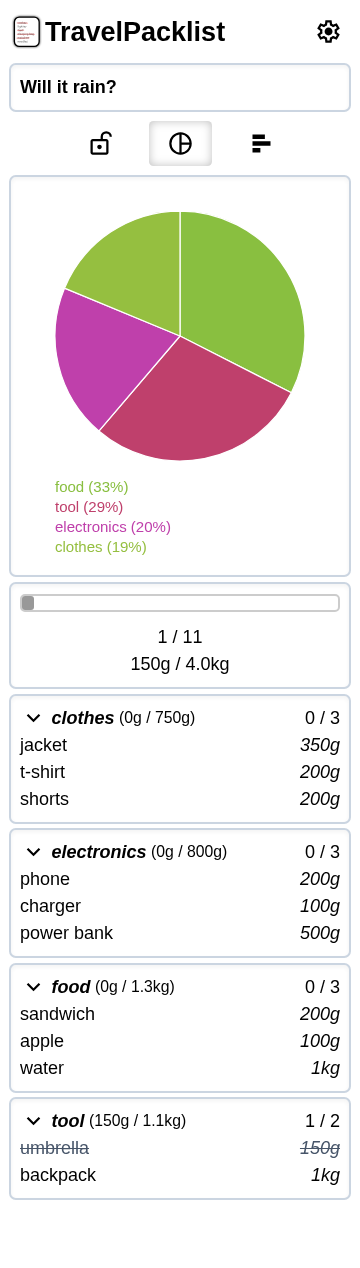 TravelPacklist
Will it rain?
food (33%)
tool (29%)
electronics (20%)
clothes (19%)
1 / 11
150g / 4.0kg
clothes (0g / 750g) 0 / 3
jacket 350g
t-shirt 200g
shorts 200g
electronics (0g / 800g) 0 / 3
phone 200g
charger 100g
power bank 500g
food (0g / 1.3kg) 0 / 3
sandwich 200g
apple 100g
water 1kg
tool (150g / 1.1kg) 1 / 2
umbrella 150g
backpack 1kg